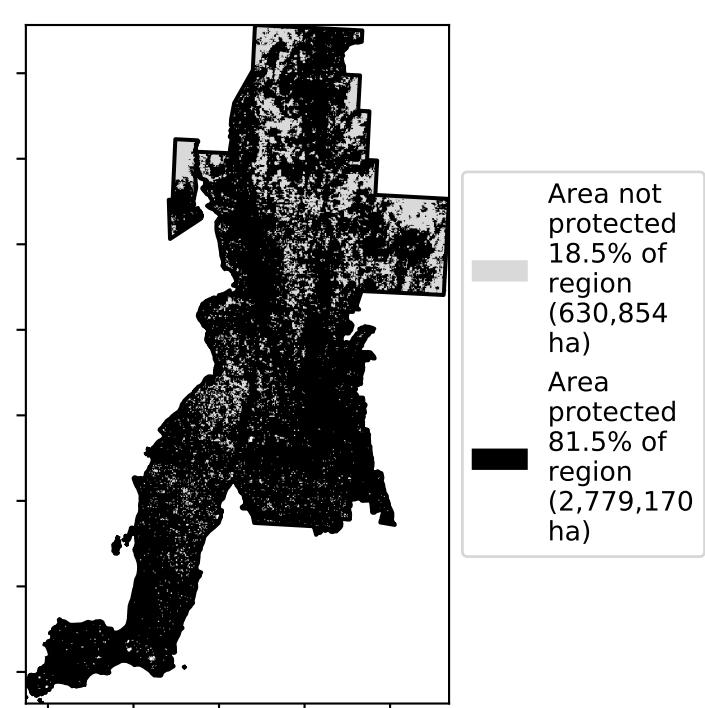 Area not
protected
18.5% of
region
(630,854
ha)
Area
protected
81.5% of
region
(2,779,170
ha)